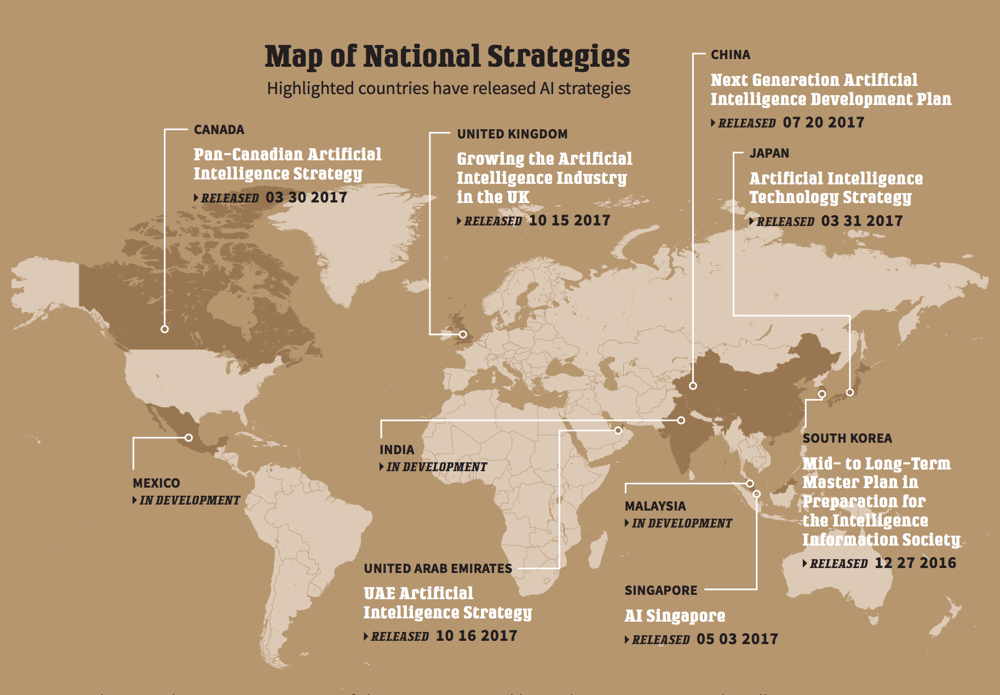 Map of National Strategies
Highlighted countries have released AI strategies
CHINA
Next Generation Artificial
Intelligence Development Plan
RELEASED 07 20 2017
CANADA
Pan-Canadian Artificial
Intelligence Strategy
RELEASED 03 30 2017
UNITED KINGDOM
Growing the Artificial
Intelligence Industry
in the UK
RELEASED 10 15 2017
JAPAN
Artificial Intelligence
Technology Strategy
RELEASED 03 31 2017
INDIA
IN DEVELOPMENT
MEXICO
IN DEVELOPMENT
MALAYSIA
IN DEVELOPMENT
SOUTH KOREA
Mid- to Long-Term
Master Plan in
Preparation for
the Intelligence
Information Society
RELEASED 12 27 2016
UNITED ARAB EMIRATES
UAE Artificial
Intelligence Strategy
RELEASED 10 16 2017
SINGAPORE
AI Singapore
RELEASED 05 03 2017